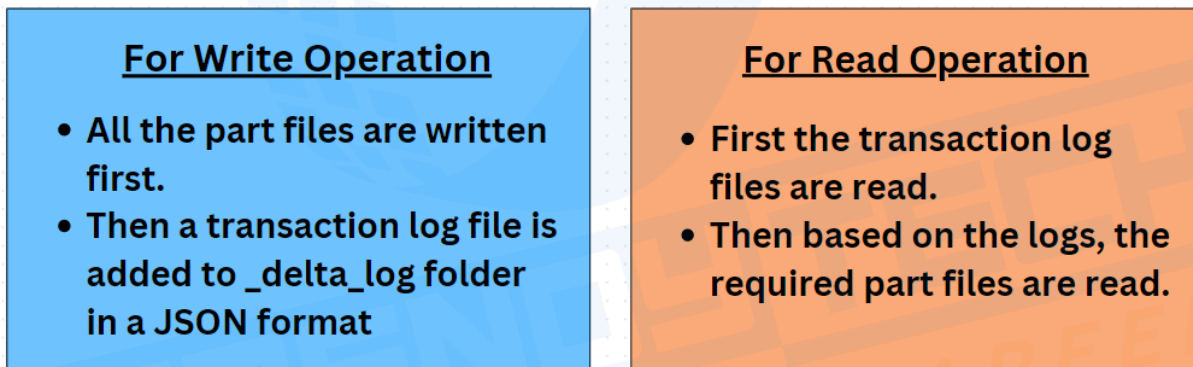 For Write Operation
• All the part files are written
first.
• Then a transaction log file is
added to _delta_log folder
in a JSON format
For Read Operation
• First the transaction log
files are read.
• Then based on the logs, the
required part files are read.